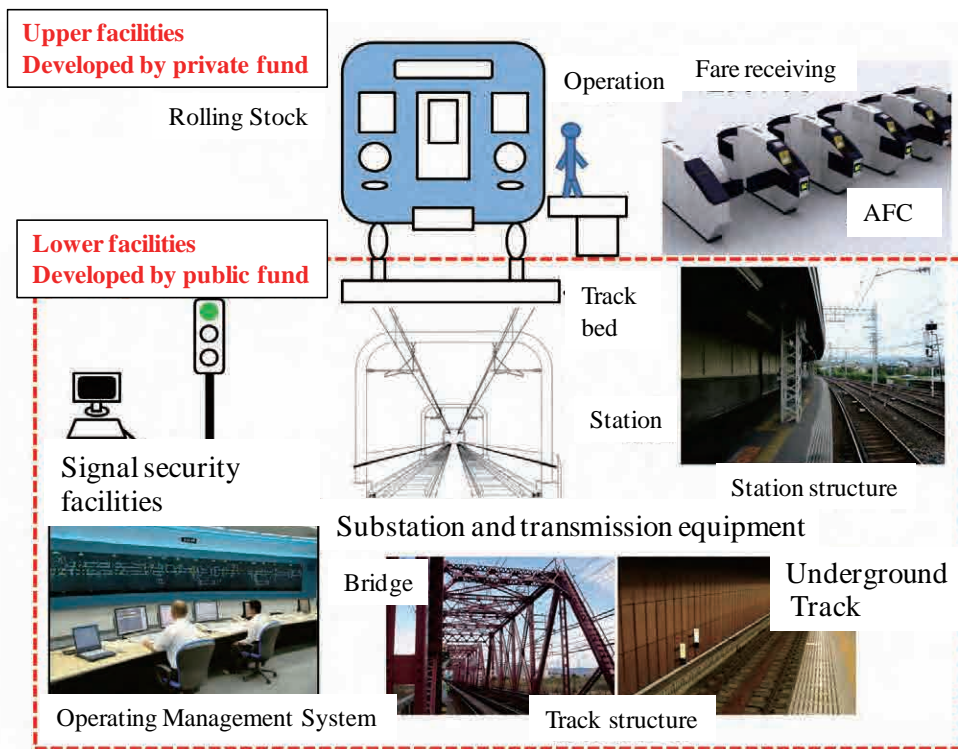 Upper facilities
Developed by private fund
Rolling Stock
Operation
Fare receiving
AFC
Lower facilities
Developed by public fund
Track
bed
Station
Signal security
facilities
Station structure
Substation and transmission equipment
Bridge
Underground
Track
Operating Management System
Track structure